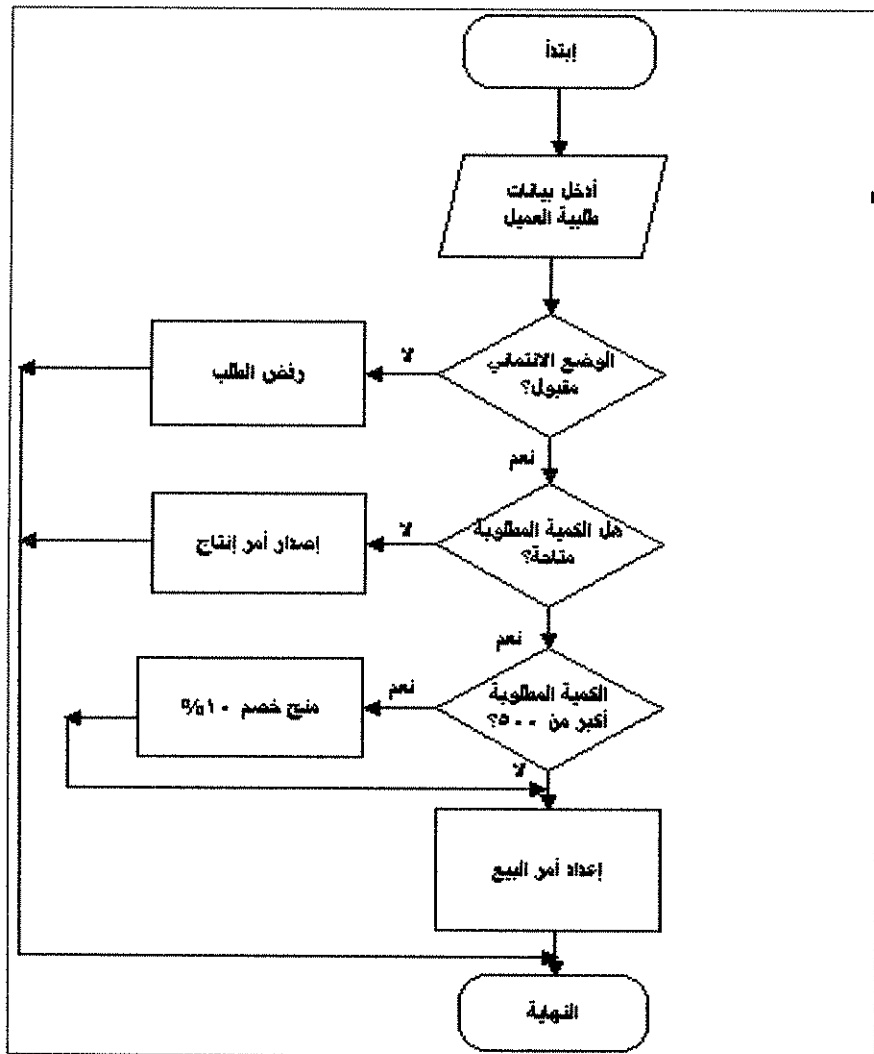 إبتدأ
أدخل بيانات
طلبية العميل
الوضع الائتماني
مقبول؟
لا
رفض الطلب
نعم
هل الكمية المطلوبة
متاحة؟
لا
إصدار أمر إنتاج
نعم
الكمية المطلوبة
أكبر من ٥٠٠؟
نعم
منح خصم ١٠%
لا
إعداد أمر البيع
النهاية